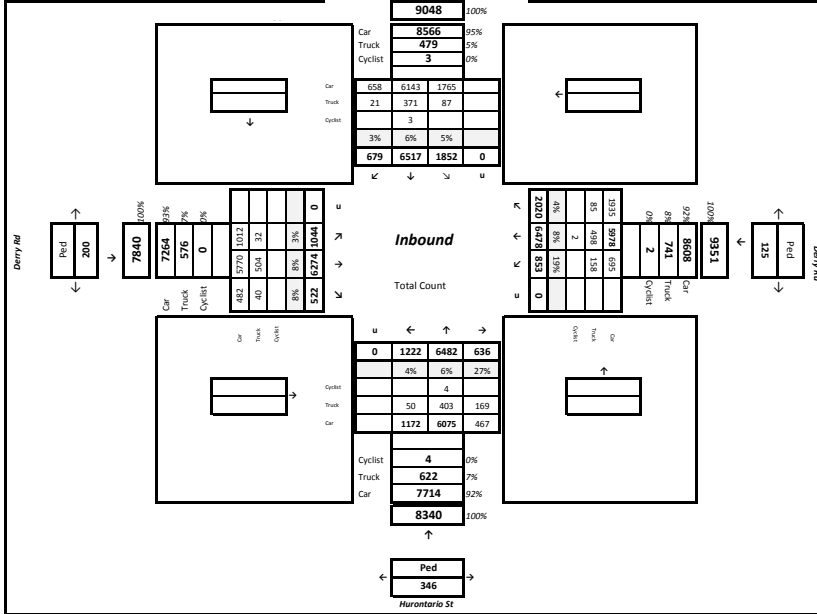 9048 100%
Car 8566 95%
Truck 479 5%
Cyclist 3 0%
Car 658 6143 1765
Truck 21 371 87
Cyclist 3
3% 6% 5%
679 6517 1852 0
↙ ↓ ↘ u
↓
←
Derry Rd
↑
Ped 200
↓
→
7840 100%
7264 93%
576 7%
0 0%
Car
Truck
Cyclist
0 u
1012 32 3% 1044 ↗
5770 504 8% 6274 →
482 40 8% 522 ↘
Car Truck Cyclist
Inbound
Total Count
↖ 2020 4% 85 1935
← 6478 8% 2 498 5978
↙ 853 19% 158 695
u 0
0% 2 Cyclist
8% 741 Truck
92% 8608 Car
100% 9351
←
↑
125 Ped
↓
Cyclist Truck Car
→
↑
u ← ↑ →
0 1222 6482 636
4% 6% 27%
Cyclist 4
Truck 50 403 169
Car 1172 6075 467
Cyclist 4 0%
Truck 622 7%
Car 7714 92%
8340 100%
↑
← Ped →
346
Hurontario St